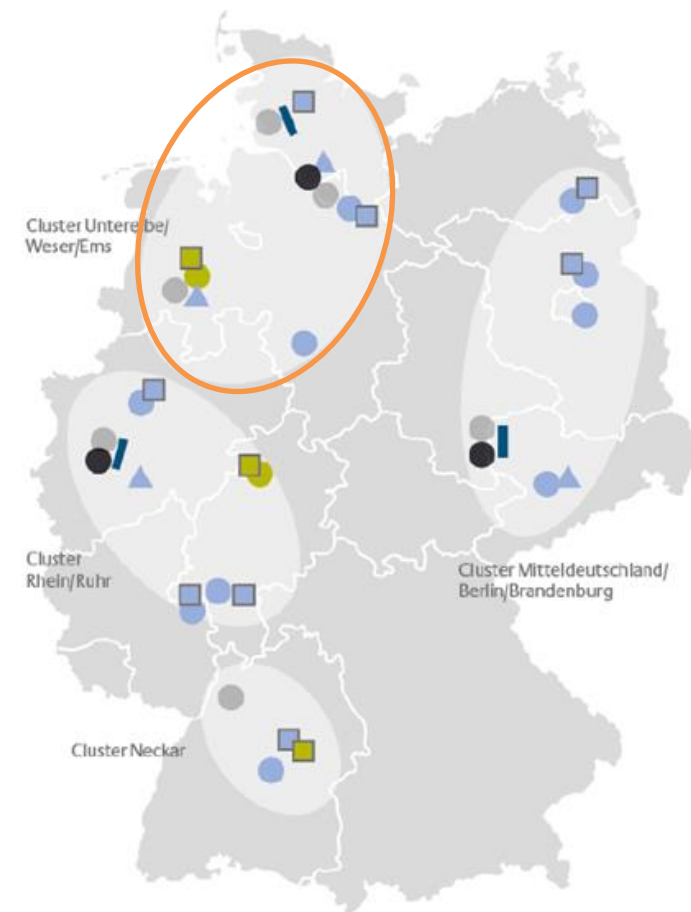 Cluster Unterelbe/
Weser/Ems
Cluster
Rhein/Ruhr
Cluster Mitteldeutschland/
Berlin/Brandenburg
Cluster Neckar